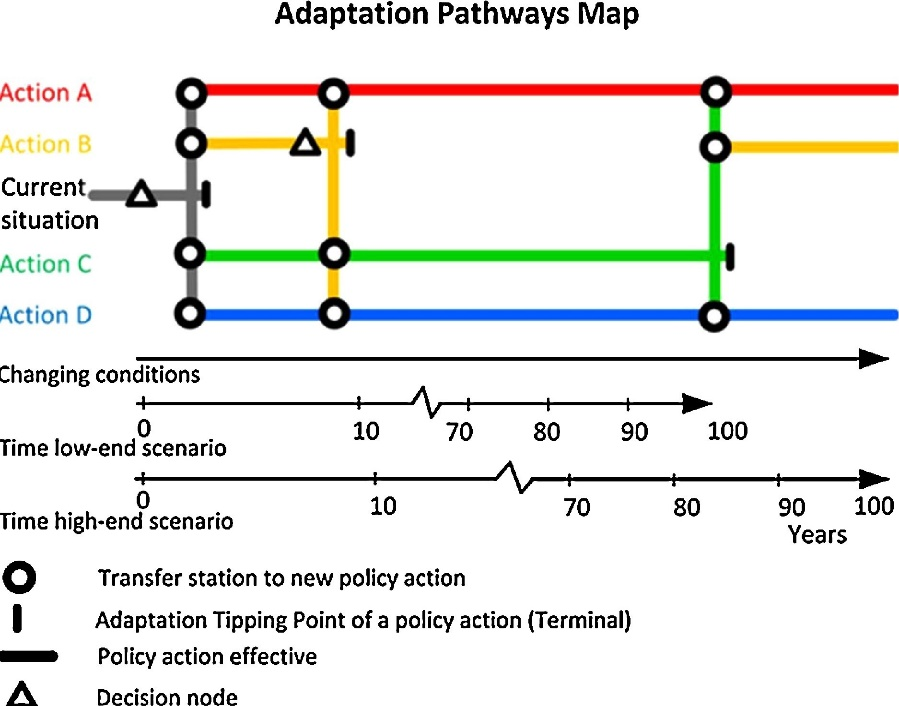 Adaptation Pathways Map
Action A
Action B
Current
situation
Action C
Action D
Changing conditions
0 10 70 80 90 100
Time low-end scenario
0 10 70 80 90 100
Time high-end scenario
Years
Transfer station to new policy action
Adaptation Tipping Point of a policy action (Terminal)
Policy action effective
Decision node